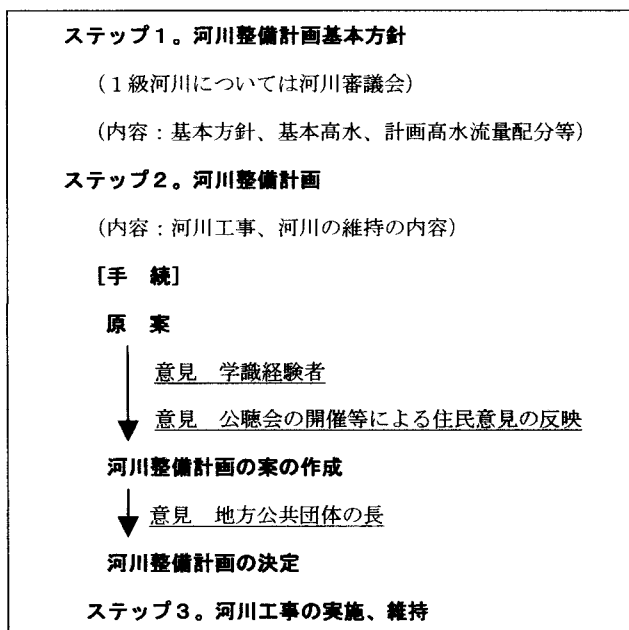 ステップ1。河川整備計画基本方針
（1級河川については河川審議会）
（内容：基本方針、基本高水、計画高水流量配分等）
ステップ2。河川整備計画
（内容：河川工事、河川の維持の内容）
［手　続］
原　案
意見　学識経験者
意見　公聴会の開催等による住民意見の反映
河川整備計画の案の作成
意見　地方公共団体の長
河川整備計画の決定
ステップ3。河川工事の実施、維持